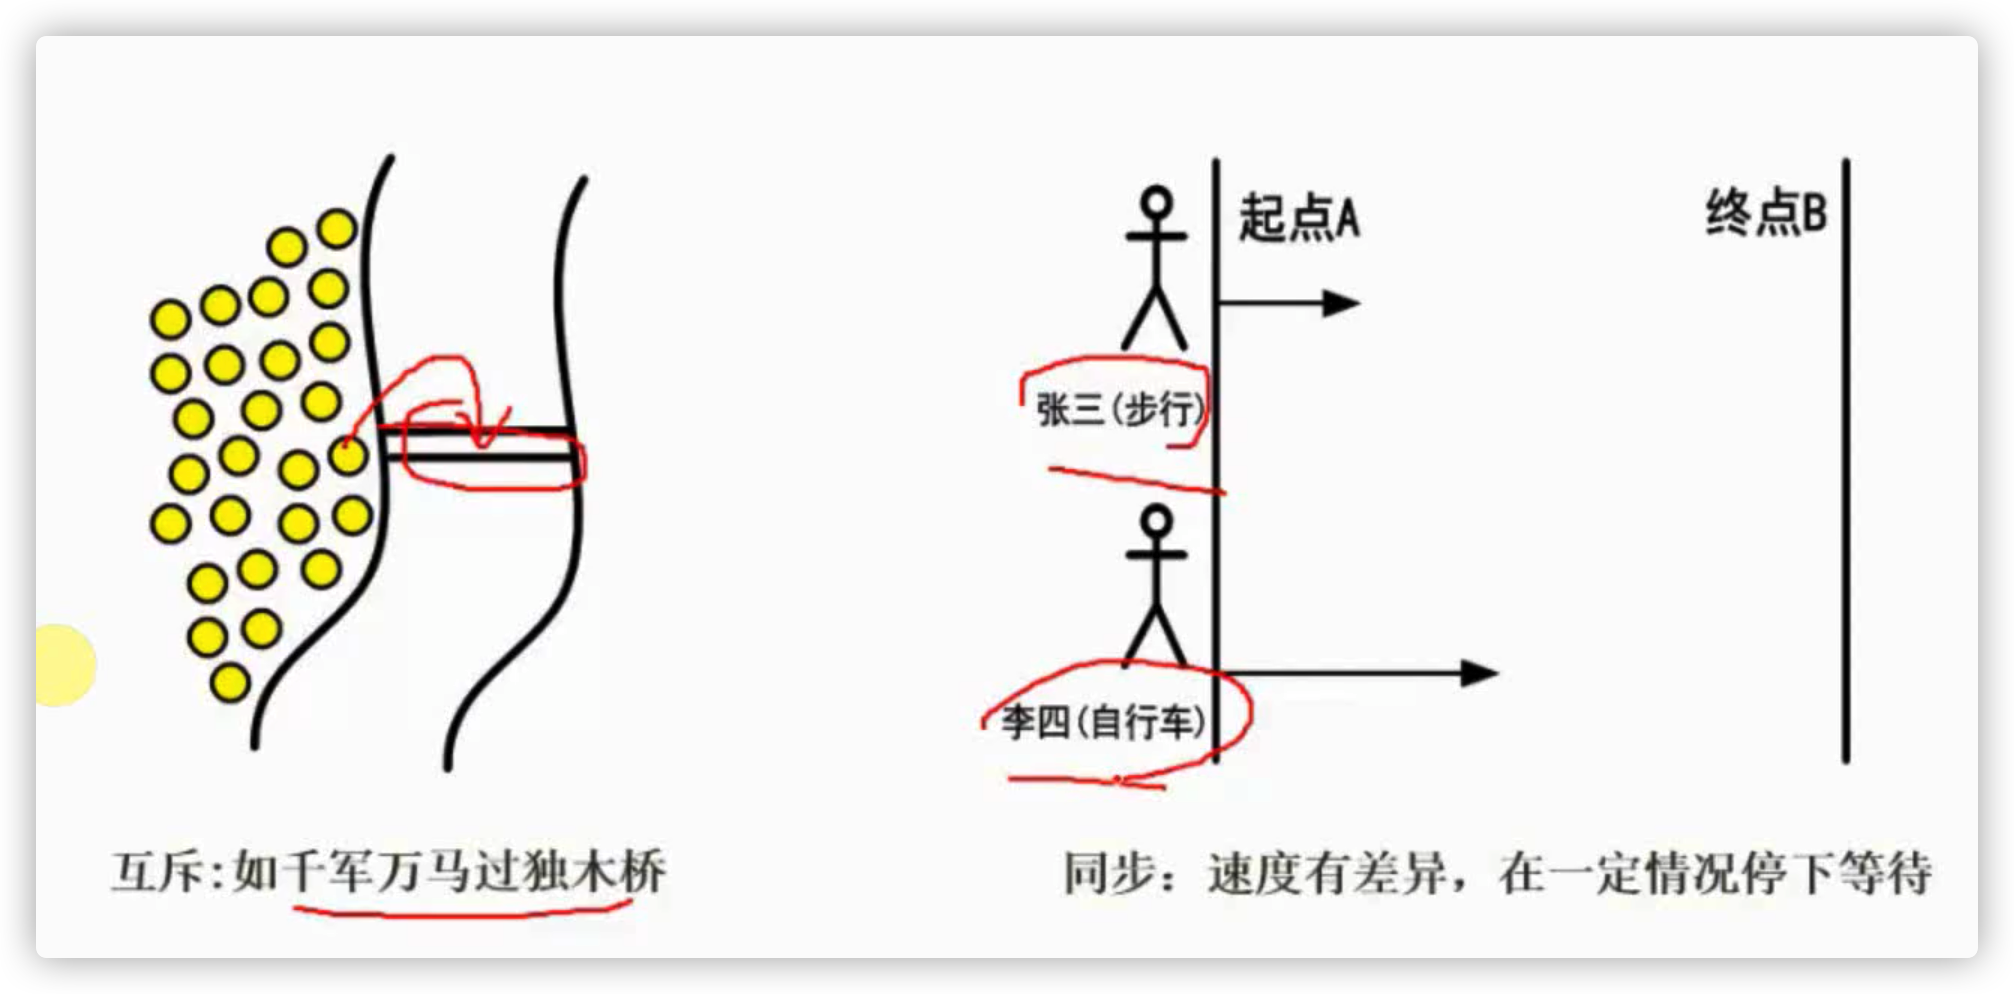 起点A
终点B
张三(步行)
李四(自行车)
互斥:如千军万马过独木桥
同步：速度有差异，在一定情况停下等待